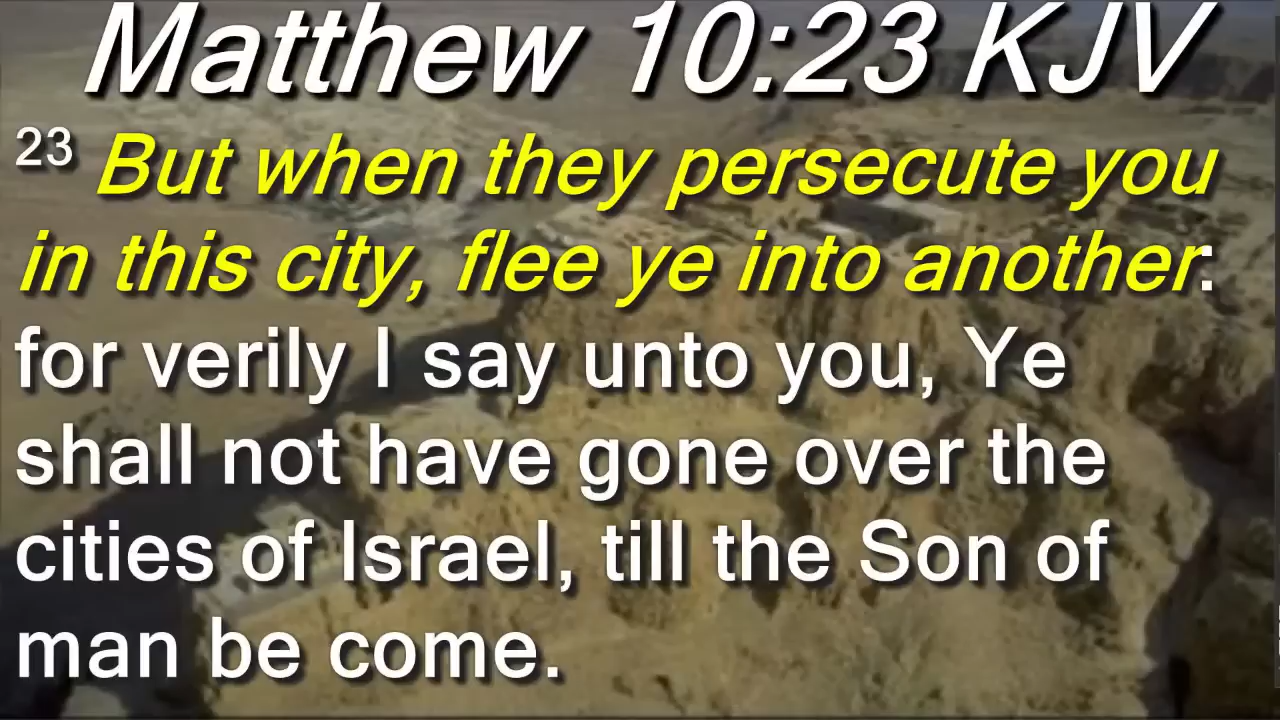 Matthew 10:23 KJV
23 But when they persecute you
in this city, flee ye into another:
for verily I say unto you, Ye
shall not have gone over the
cities of Israel, till the Son of
man be come.